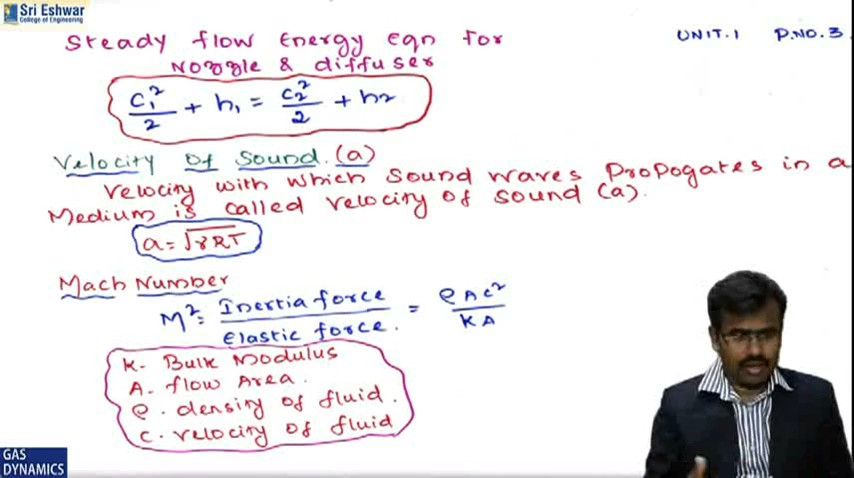 Sri Eshwar
College of Engineering
Steady flow Energy Eqn for
Nozzle & diffuser
UNIT.1 P.NO.3
C₁²/2 + h₁ = C₂²/2 + h₂
Velocity of Sound (a)
Velocity with which sound waves Propogates in a
Medium is called velocity of sound (a).
a = √γRT
Mach Number
M² = Inertia force / Elastic force. = ρAC² / KA
K - Bulk Modulus
A - flow Area.
ρ - density of fluid.
C - velocity of fluid
GAS
DYNAMICS